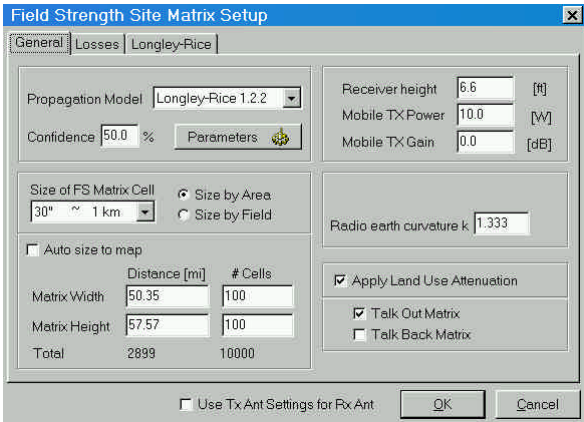 Field Strength Site Matrix Setup
General Losses Longley-Rice
Propagation Model Longley-Rice 1.2.2
Confidence 50.0 % Parameters
Receiver height 6.6 [ft]
Mobile TX Power 10.0 [W]
Mobile TX Gain 0.0 [dB]
Size of FS Matrix Cell
30" ~ 1 km
Size by Area
Size by Field
Radio earth curvature k 1.333
Auto size to map
Distance [mi] # Cells
Matrix Width 50.35 100
Matrix Height 57.57 100
Total 2899 10000
Apply Land Use Attenuation
Talk Out Matrix
Talk Back Matrix
Use Tx Ant Settings for Rx Ant OK Cancel